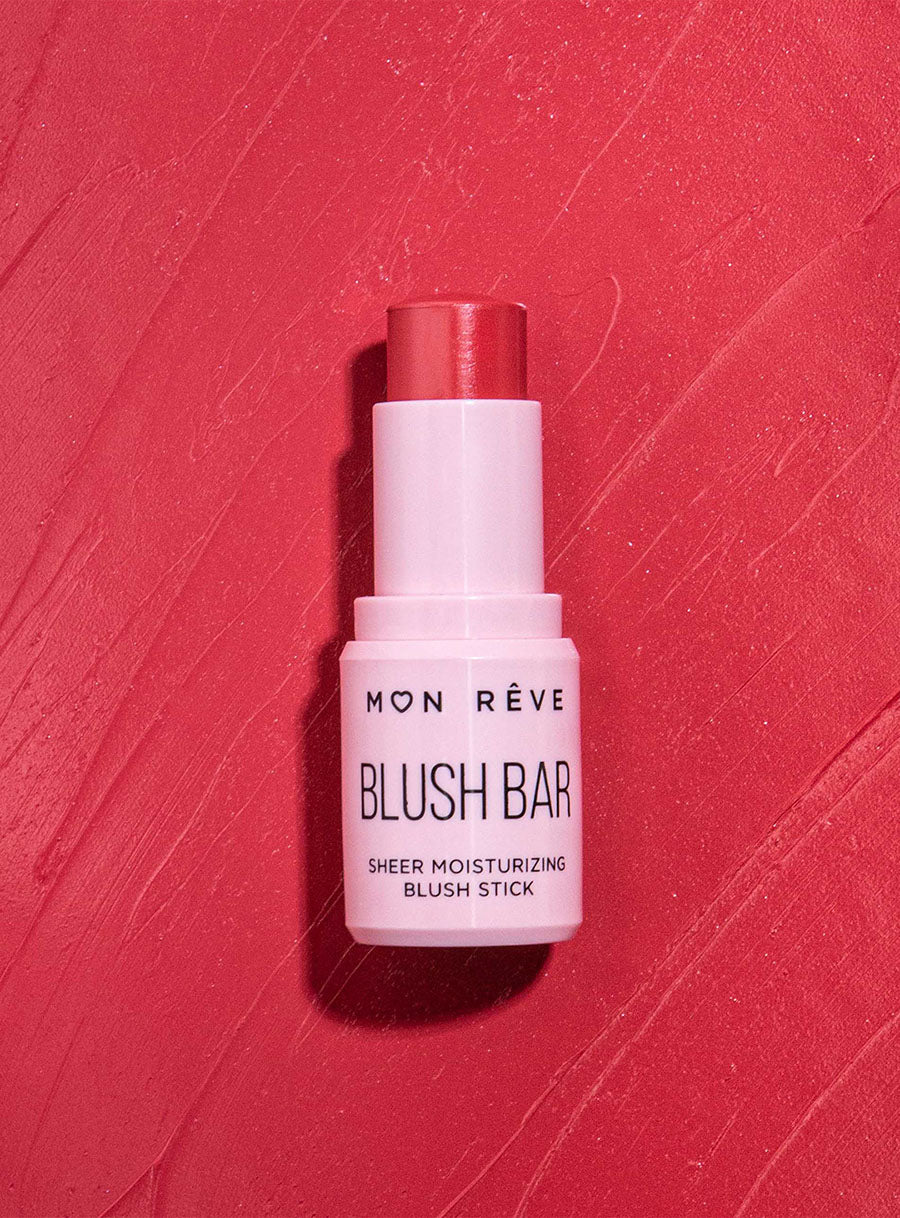 MON RÊVE
BLUSH BAR
SHEER MOISTURIZING
BLUSH STICK